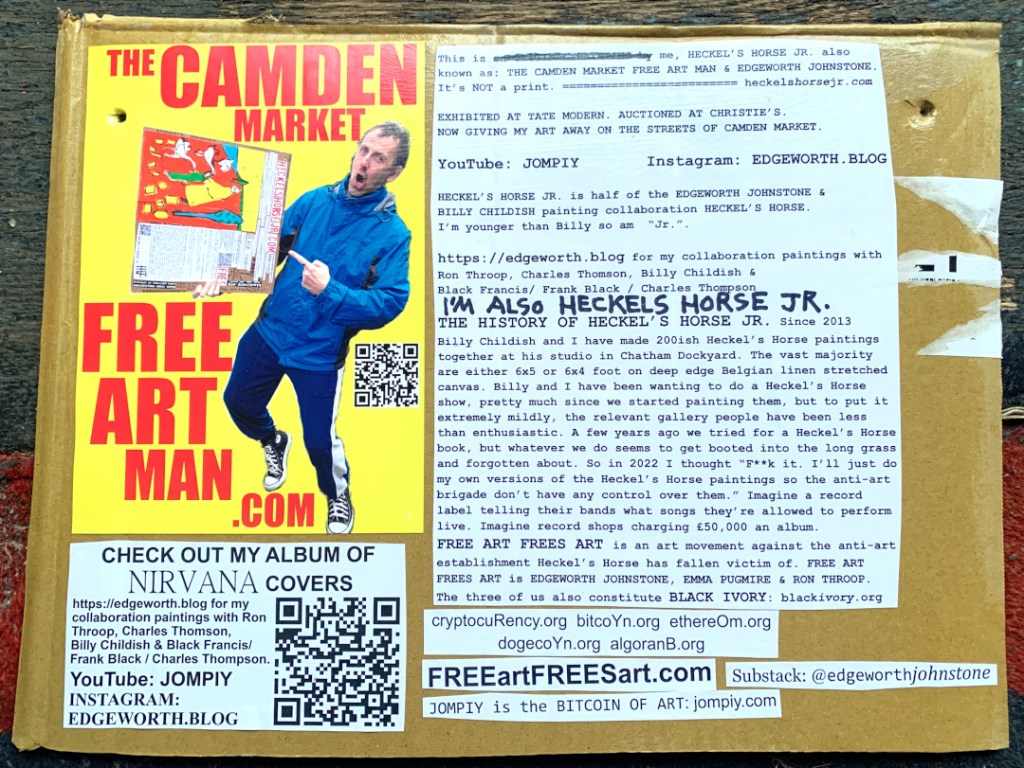 THE CAMDEN
MARKET
HECKELSHORSEJR.COM
FREE
ART
MAN
.COM
CHECK OUT MY ALBUM OF
NIRVANA COVERS
https://edgeworth.blog for my
collaboration paintings with Ron
Throop, Charles Thomson,
Billy Childish & Black Francis/
Frank Black / Charles Thompson.
YouTube: JOMPIY
INSTAGRAM:
EDGEWORTH.BLOG
This is me, HECKEL'S HORSE JR. also
known as: THE CAMDEN MARKET FREE ART MAN & EDGEWORTH JOHNSTONE.
It's NOT a print. ========================= heckelshorsejr.com
EXHIBITED AT TATE MODERN. AUCTIONED AT CHRISTIE'S.
NOW GIVING MY ART AWAY ON THE STREETS OF CAMDEN MARKET.
YouTube: JOMPIY Instagram: EDGEWORTH.BLOG
HECKEL'S HORSE JR. is half of the EDGEWORTH JOHNSTONE &
BILLY CHILDISH painting collaboration HECKEL'S HORSE.
I'm younger than Billy so am "Jr.".
https://edgeworth.blog for my collaboration paintings with
Ron Throop, Charles Thomson, Billy Childish &
Black Francis/ Frank Black / Charles Thompson
I'M ALSO HECKELS HORSE JR.
THE HISTORY OF HECKEL'S HORSE JR. Since 2013
Billy Childish and I have made 200ish Heckel's Horse paintings
together at his studio in Chatham Dockyard. The vast majority
are either 6x5 or 6x4 foot on deep edge Belgian linen stretched
canvas. Billy and I have been wanting to do a Heckel's Horse
show, pretty much since we started painting them, but to put it
extremely mildly, the relevant gallery people have been less
than enthusiastic. A few years ago we tried for a Heckel's Horse
book, but whatever we do seems to get booted into the long grass
and forgotten about. So in 2022 I thought "F**k it. I'll just do
my own versions of the Heckel's Horse paintings so the anti-art
brigade don't have any control over them." Imagine a record
label telling their bands what songs they're allowed to perform
live. Imagine record shops charging £50,000 an album.
FREE ART FREES ART is an art movement against the anti-art
establishment Heckel's Horse has fallen victim of. FREE ART
FREES ART is EDGEWORTH JOHNSTONE, EMMA PUGMIRE & RON THROOP.
The three of us also constitute BLACK IVORY: blackivory.org
cryptocuRency.org bitcoYn.org ethereOm.org
dogecoYn.org algoranB.org
FREEartFREESart.com
Substack: @edgeworthjohnstone
JOMPIY is the BITCOIN OF ART: jompiy.com